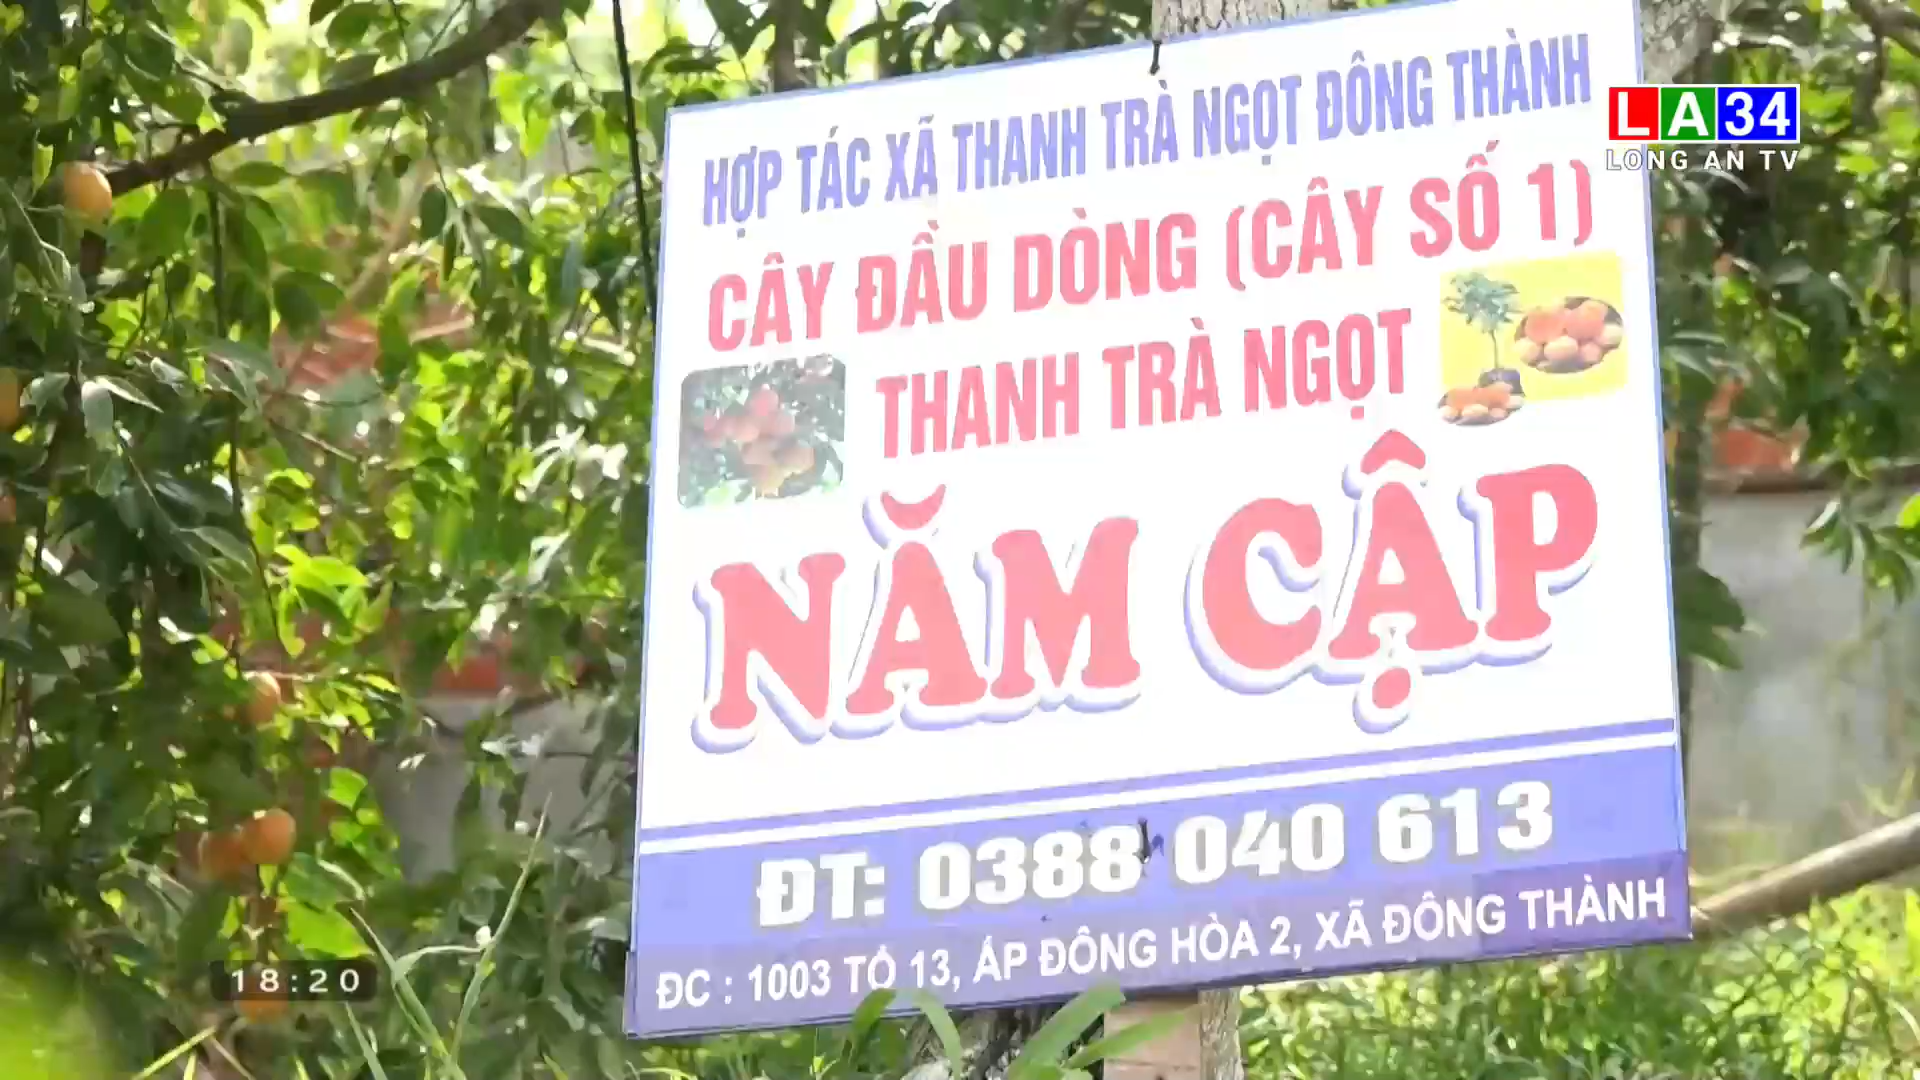 HỢP TÁC XÃ THANH TRÀ NGỌT ĐÔNG THÀNH
CÂY ĐẦU DÒNG (CÂY SỐ 1)
THANH TRÀ NGỌT
NĂM CẬP
ĐT: 0388 040 613
ĐC : 1003 TỔ 13, ẤP ĐÔNG HÒA 2, XÃ ĐÔNG THÀNH
LA34
LONG AN TV
18:20